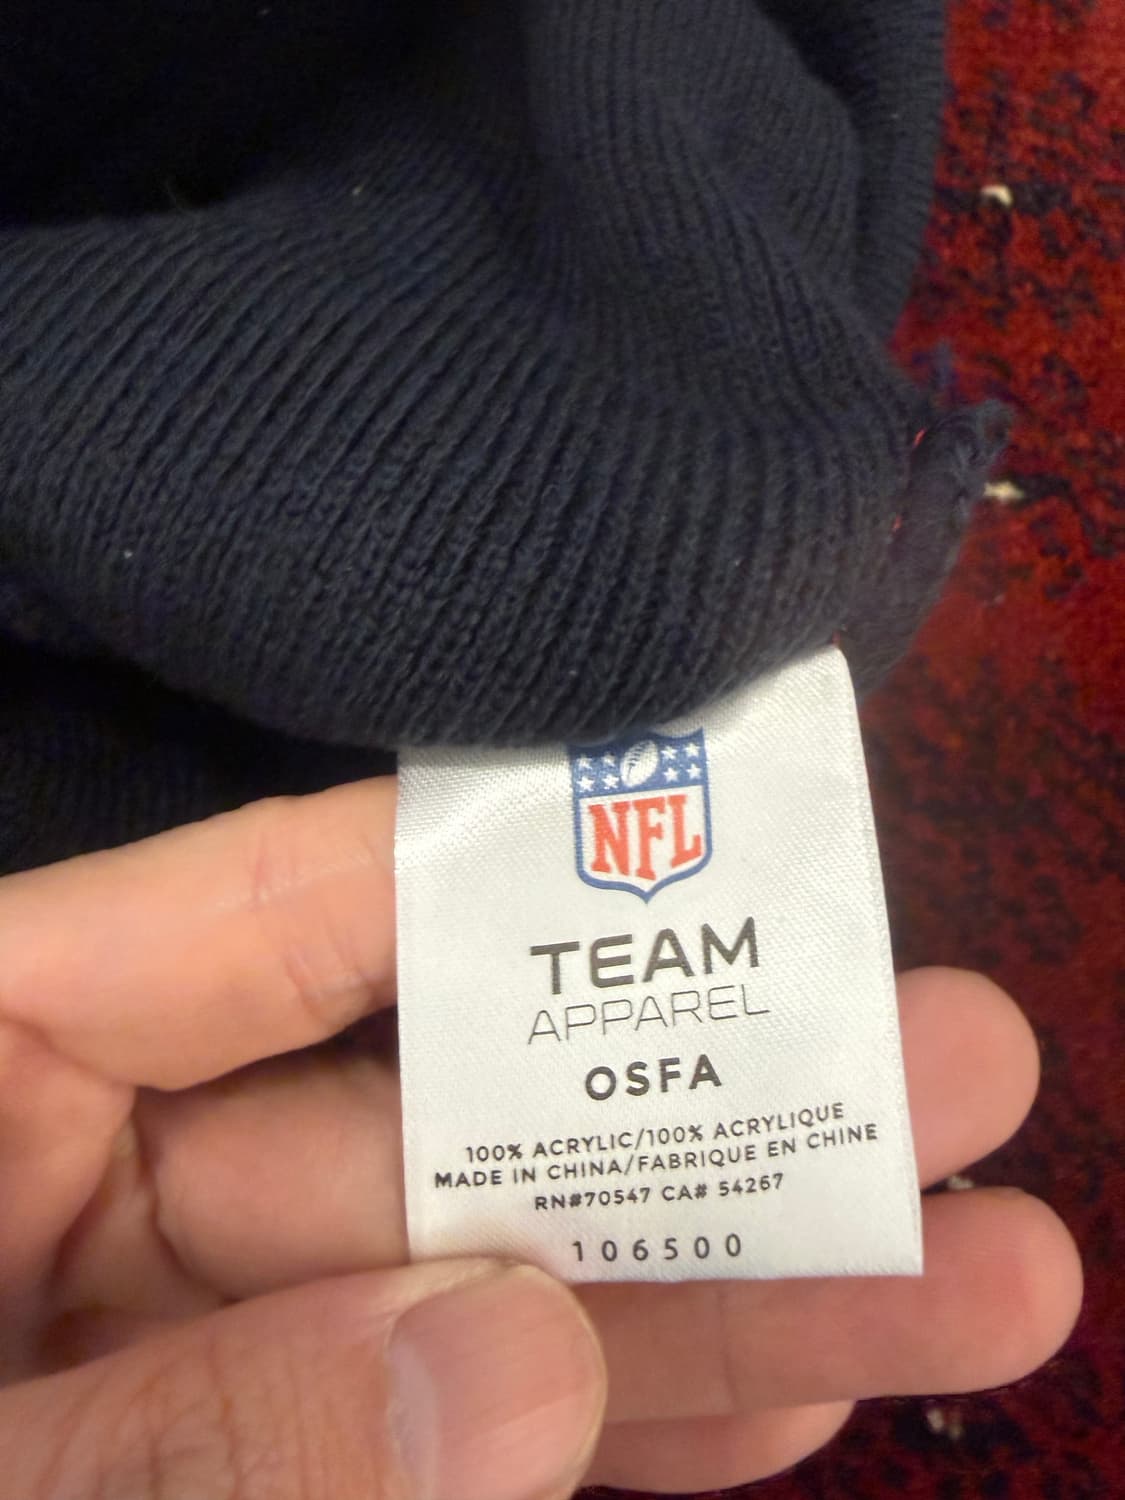 NFL
TEAM
APPAREL
OSFA
100% ACRYLIC/100% ACRYLIQUE
MADE IN CHINA/FABRIQUE EN CHINE
RN#70547 CA# 54267
106500